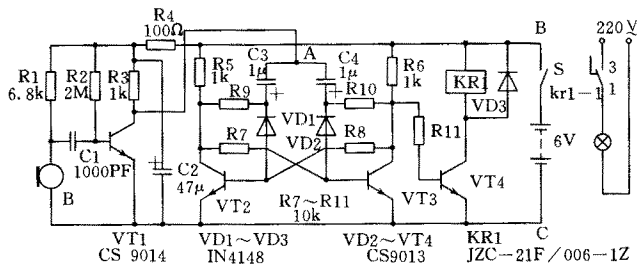 R4
100Ω
R1
6.8k
R2
2M
R3
1k
C1
1000PF
B
C2
47μ
R5
1k
C3
1μ
A
C4
1μ
R9
R10
R7
R8
VD1
VD2
VT2
R7~R11
10k
R6
1k
R11
VT3
KR1
VD3
VT4
B
S
kr1-1
6V
C
220V
3
1
VT1
CS 9014
VD1~VD3
IN4148
VD2~VT4
CS9013
KR1
JZC-21F/006-1Z